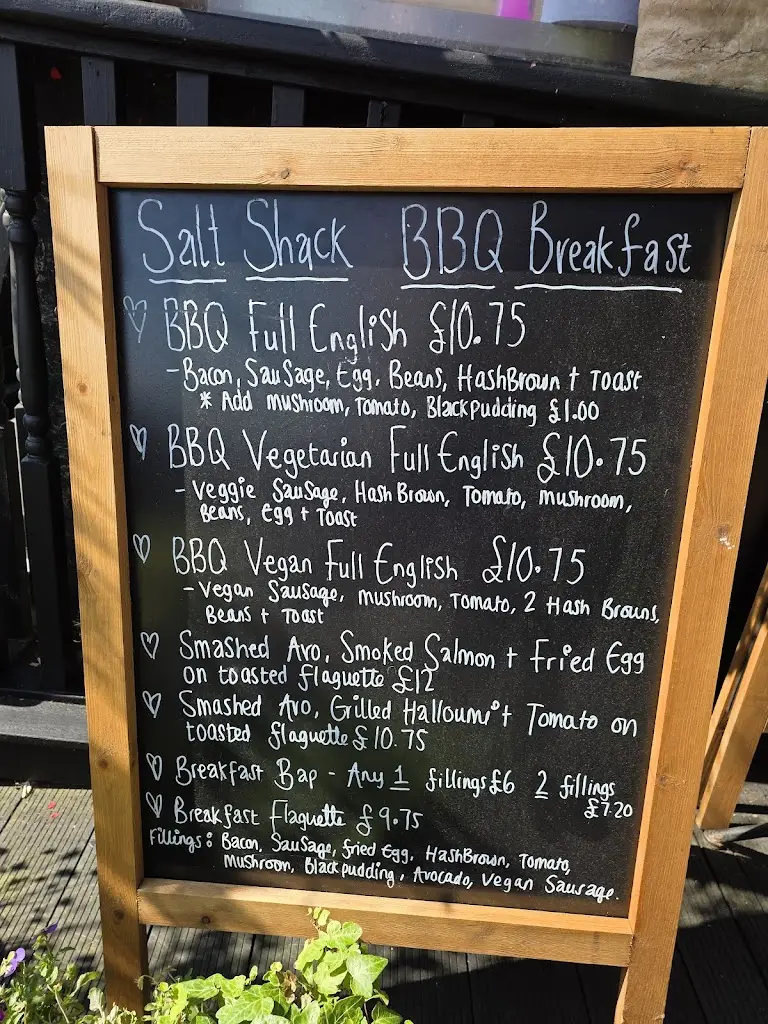 Salt Shack BBQ Breakfast
BBQ Full English £10.75
- Bacon, Sausage, Egg, Beans, HashBrown + Toast
* Add mushroom, Tomato, Blackpudding £1.00
BBQ Vegetarian Full English £10.75
- Veggie Sausage, Hash Brown, Tomato, mushroom,
Beans, Egg + Toast
BBQ Vegan Full English £10.75
- Vegan Sausage, mushroom, Tomato, 2 Hash Browns,
Beans + Toast
Smashed Avo, Smoked Salmon + Fried Egg
on toasted flaguette £12
Smashed Avo, Grilled Halloumi + Tomato on
toasted flaguette £10.75
Breakfast Bap - Any 1 fillings £6 2 fillings
£7.20
Breakfast Flaguette £9.75
Fillings: Bacon, Sausage, fried Egg, HashBrown, Tomato,
Mushroom, Blackpudding, Avocado, Vegan Sausage.